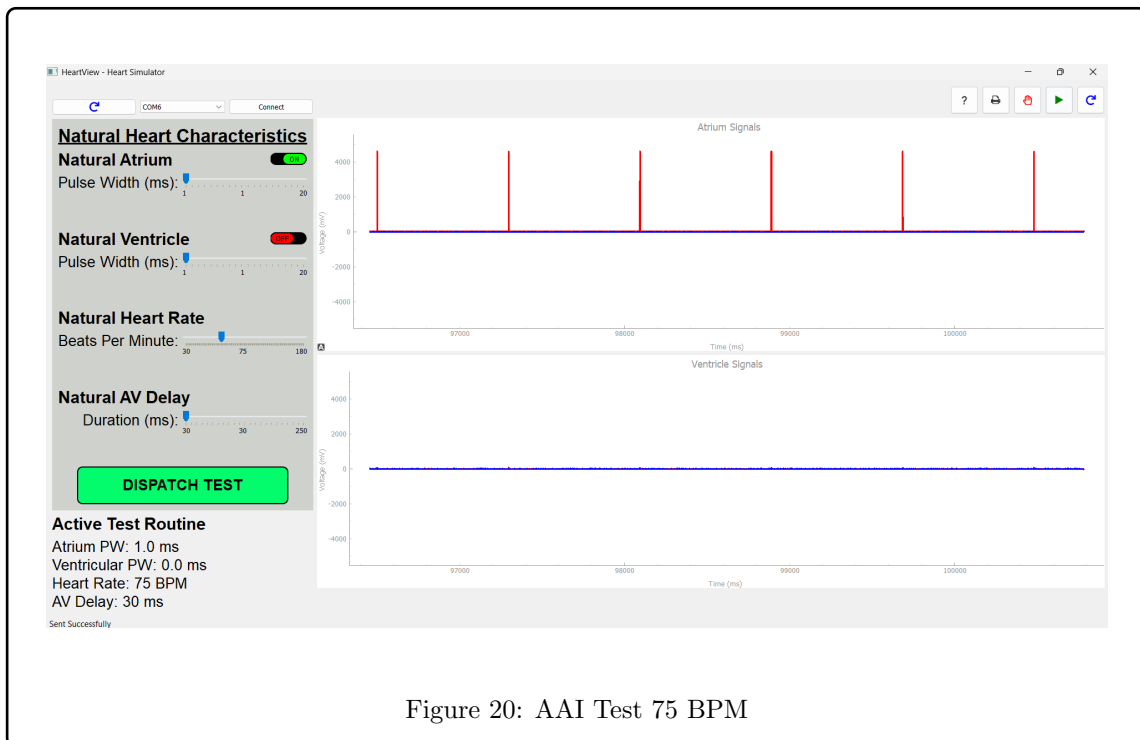 HeartView - Heart Simulator
COM6
Connect
?
Natural Heart Characteristics
Natural Atrium
ON
Pulse Width (ms):
1 1 20
Natural Ventricle
OFF
Pulse Width (ms):
1 1 20
Natural Heart Rate
Beats Per Minute:
30 75 180
Natural AV Delay
Duration (ms):
30 30 250
DISPATCH TEST
Active Test Routine
Atrium PW: 1.0 ms
Ventricular PW: 0.0 ms
Heart Rate: 75 BPM
AV Delay: 30 ms
Sent Successfully
Atrium Signals
Voltage (mV)
4000
2000
0
-2000
-4000
97000 98000 99000 100000
Time (ms)
A
Ventricle Signals
Voltage (mV)
4000
2000
0
-2000
-4000
97000 98000 99000 100000
Time (ms)
Figure 20: AAI Test 75 BPM